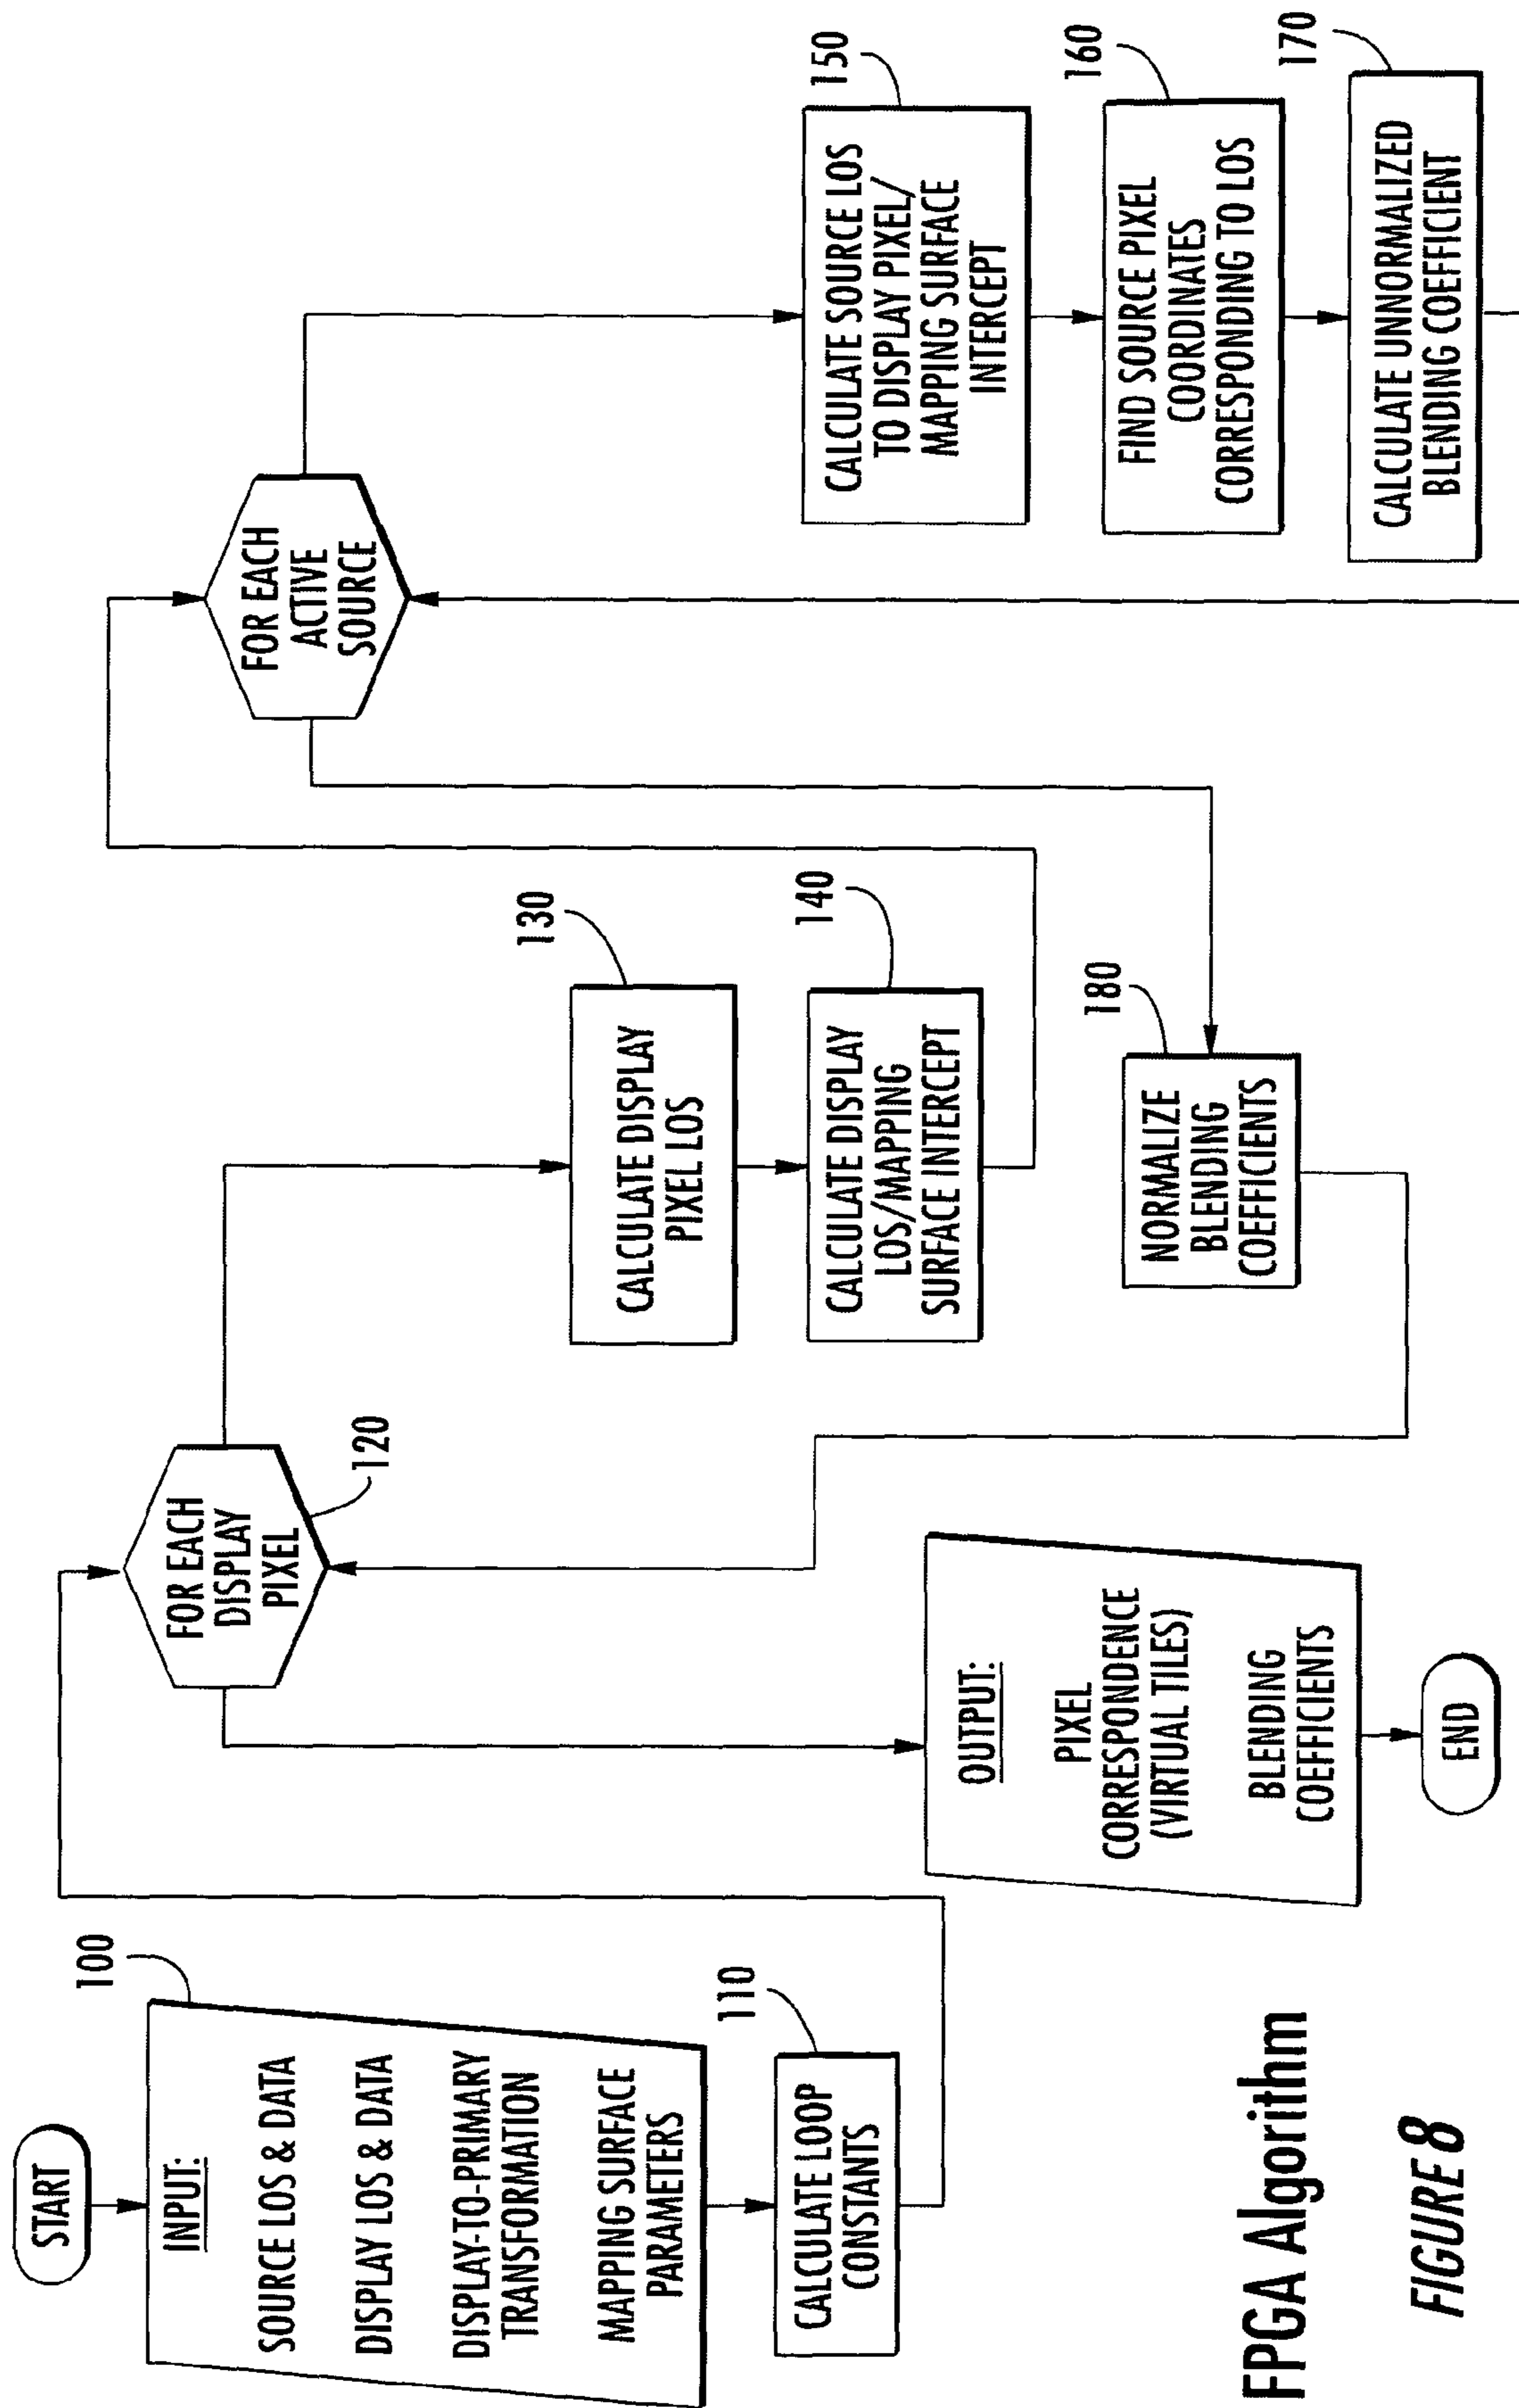 START
INPUT:
SOURCE LOS & DATA
DISPLAY LOS & DATA
DISPLAY-TO-PRIMARY
TRANSFORMATION
MAPPING SURFACE
PARAMETERS
100
CALCULATE LOOP
CONSTANTS
110
FOR EACH
DISPLAY
PIXEL
120
OUTPUT:
PIXEL
CORRESPONDENCE
(VIRTUAL TILES)
BLENDING
COEFFICIENTS
END
CALCULATE DISPLAY
PIXEL LOS
130
CALCULATE DISPLAY
LOS/MAPPING
SURFACE INTERCEPT
140
NORMALIZE
BLENDING
COEFFICIENTS
180
FOR EACH
ACTIVE
SOURCE
CALCULATE SOURCE LOS
TO DISPLAY PIXEL/
MAPPING SURFACE
INTERCEPT
150
FIND SOURCE PIXEL
COORDINATES
CORRESPONDING TO LOS
160
CALCULATE UNNORMALIZED
BLENDING COEFFICIENT
170
FPGA Algorithm
FIGURE 8